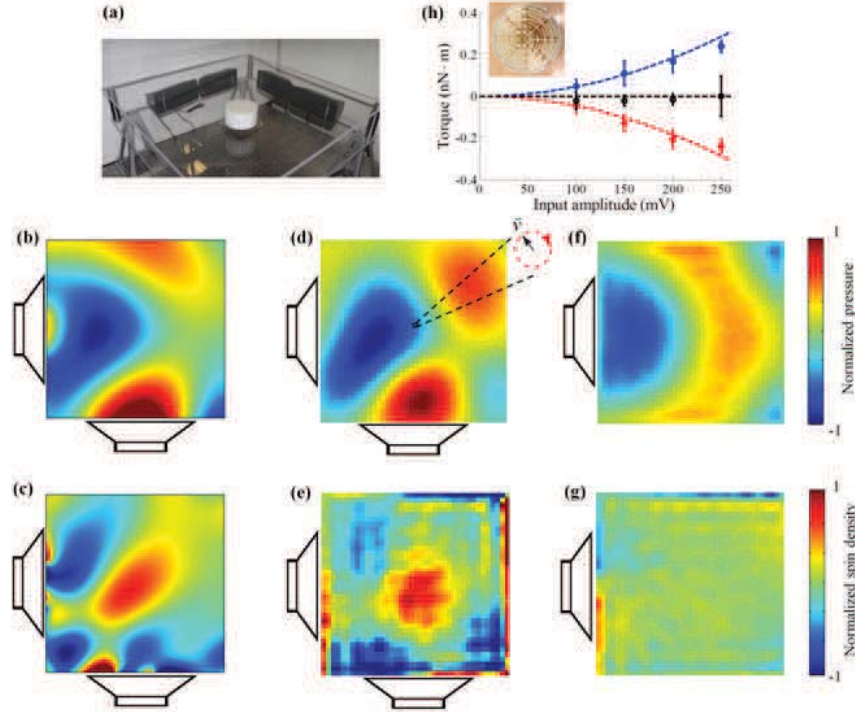 (a)
(h)
Torque (nN · m)
0.4
0.2
0
-0.2
-0.4
0
50
100
150
200
250
Input amplitude (mV)
(b)
(d)
v̄
(f)
1
Normalized pressure
-1
(c)
(e)
(g)
1
Normalized spin density
-1